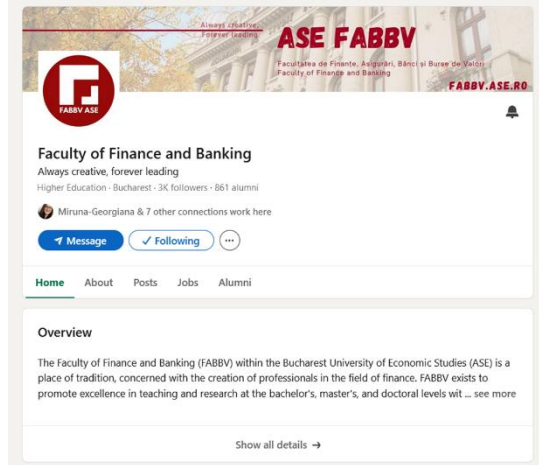 Always creative,
Forever leading
ASE FABBV
Facultatea de Finanțe, Asigurări, Bănci și Burse de Valori
Faculty of Finance and Banking
FABBV.ASE.RO
FABBV ASE
Faculty of Finance and Banking
Always creative, forever leading
Higher Education · Bucharest · 3K followers · 861 alumni
Miruna-Georgiana & 7 other connections work here
Message
Following
Home About Posts Jobs Alumni
Overview
The Faculty of Finance and Banking (FABBV) within the Bucharest University of Economic Studies (ASE) is a
place of tradition, concerned with the creation of professionals in the field of finance. FABBV exists to
promote excellence in teaching and research at the bachelor's, master's, and doctoral levels wit ... see more
Show all details →